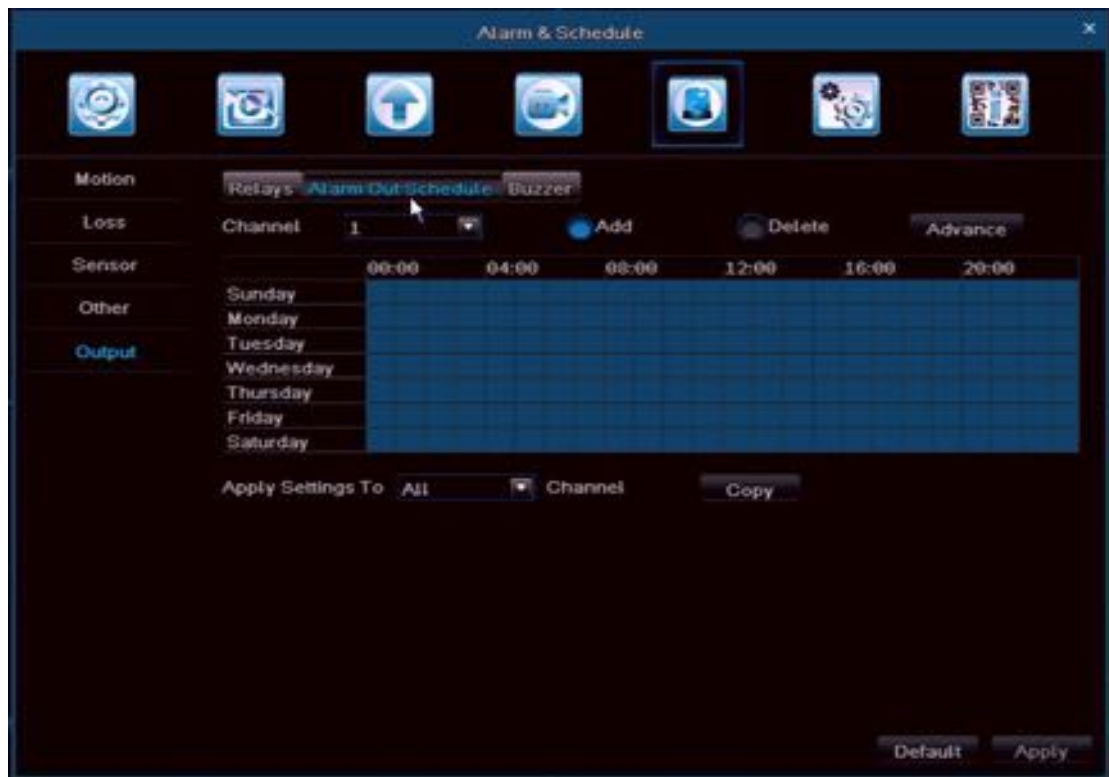 Alarm & Schedule
Motion
Loss
Sensor
Other
Output
Relays Alarm Out Schedule Buzzer
Channel 1 Add Delete Advance
00:00 04:00 08:00 12:00 16:00 20:00
Sunday
Monday
Tuesday
Wednesday
Thursday
Friday
Saturday
Apply Settings To All Channel Copy
Default Apply